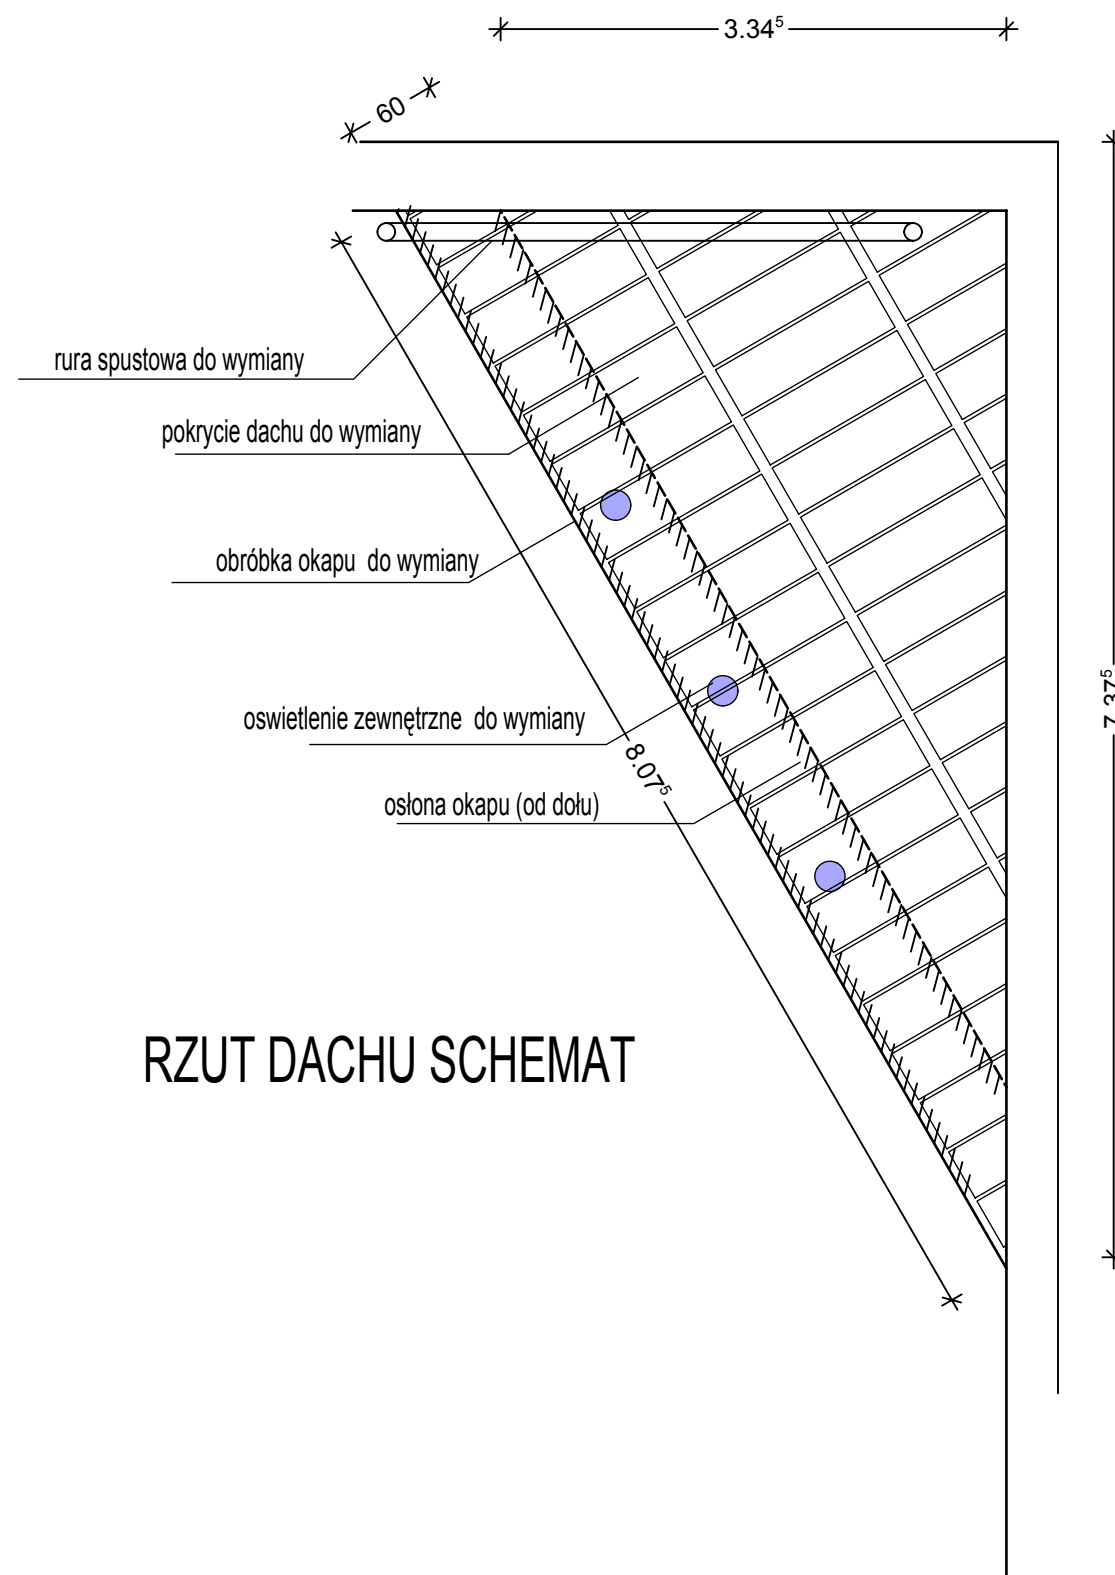 3.34⁵
60
rura spustowa do wymiany
pokrycie dachu do wymiany
obróbka okapu do wymiany
7.37⁵
oswietlenie zewnętrzne do wymiany
8.07⁵
osłona okapu (od dołu)
RZUT DACHU SCHEMAT